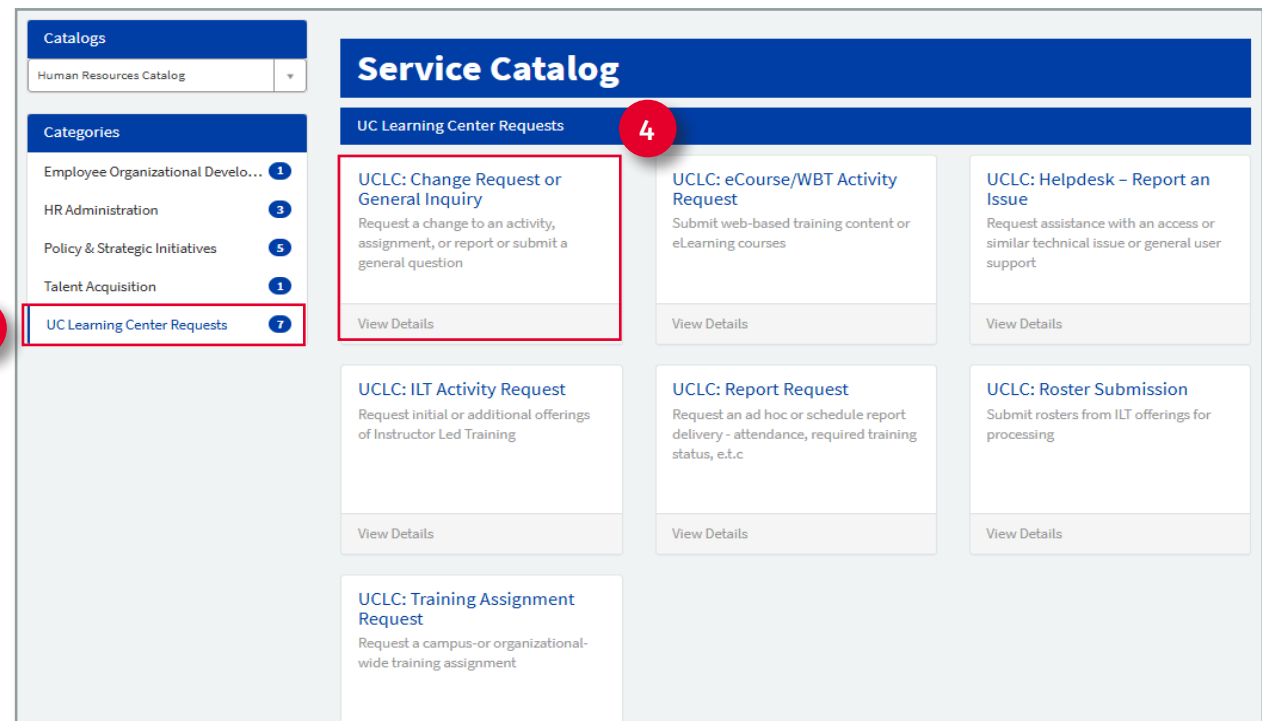 Catalogs
Human Resources Catalog
Categories
Employee Organizational Develo... 1
HR Administration 3
Policy & Strategic Initiatives 5
Talent Acquisition 1
UC Learning Center Requests 7
Service Catalog
UC Learning Center Requests
4
UCLC: Change Request or
General Inquiry
Request a change to an activity,
assignment, or report or submit a
general question
View Details
UCLC: eCourse/WBT Activity
Request
Submit web-based training content or
eLearning courses
View Details
UCLC: Helpdesk – Report an
Issue
Request assistance with an access or
similar technical issue or general user
support
View Details
UCLC: ILT Activity Request
Request initial or additional offerings
of Instructor Led Training
View Details
UCLC: Report Request
Request an ad hoc or schedule report
delivery - attendance, required training
status, e.t.c
View Details
UCLC: Roster Submission
Submit rosters from ILT offerings for
processing
View Details
UCLC: Training Assignment
Request
Request a campus-or organizational-
wide training assignment